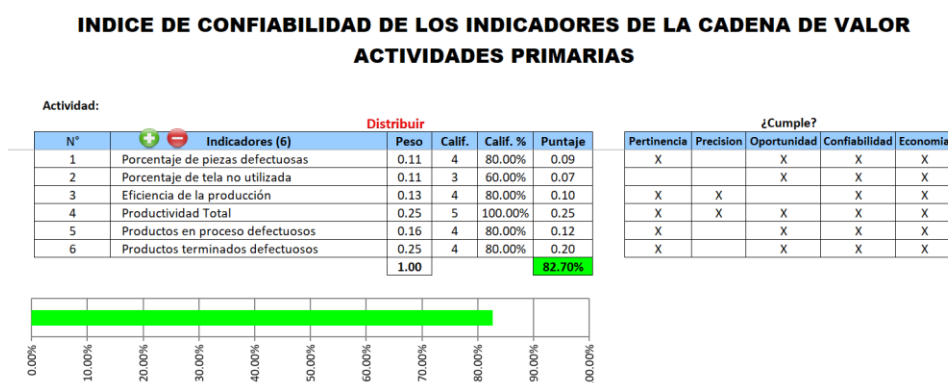 INDICE DE CONFIABILIDAD DE LOS INDICADORES DE LA CADENA DE VALOR
ACTIVIDADES PRIMARIAS
Actividad:
Distribuir ¿Cumple?
N° Indicadores (6) Peso Calif. Calif. % Puntaje Pertinencia Precision Oportunidad Confiabilidad Economia
1 Porcentaje de piezas defectuosas 0.11 4 80.00% 0.09 X X X X
2 Porcentaje de tela no utilizada 0.11 3 60.00% 0.07 X X X
3 Eficiencia de la producción 0.13 4 80.00% 0.10 X X X X
4 Productividad Total 0.25 5 100.00% 0.25 X X X X X
5 Productos en proceso defectuosos 0.16 4 80.00% 0.12 X X X X
6 Productos terminados defectuosos 0.25 4 80.00% 0.20 X X X X
1.00 82.70%
0.00% 10.00% 20.00% 30.00% 40.00% 50.00% 60.00% 70.00% 80.00% 90.00% 00.00%